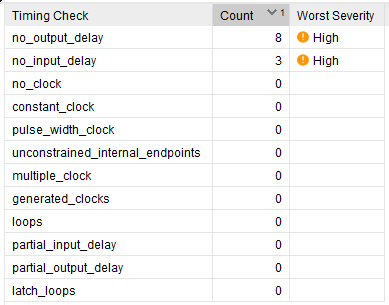 Timing Check Count 1 Worst Severity
no_output_delay 8 High
no_input_delay 3 High
no_clock 0
constant_clock 0
pulse_width_clock 0
unconstrained_internal_endpoints 0
multiple_clock 0
generated_clocks 0
loops 0
partial_input_delay 0
partial_output_delay 0
latch_loops 0